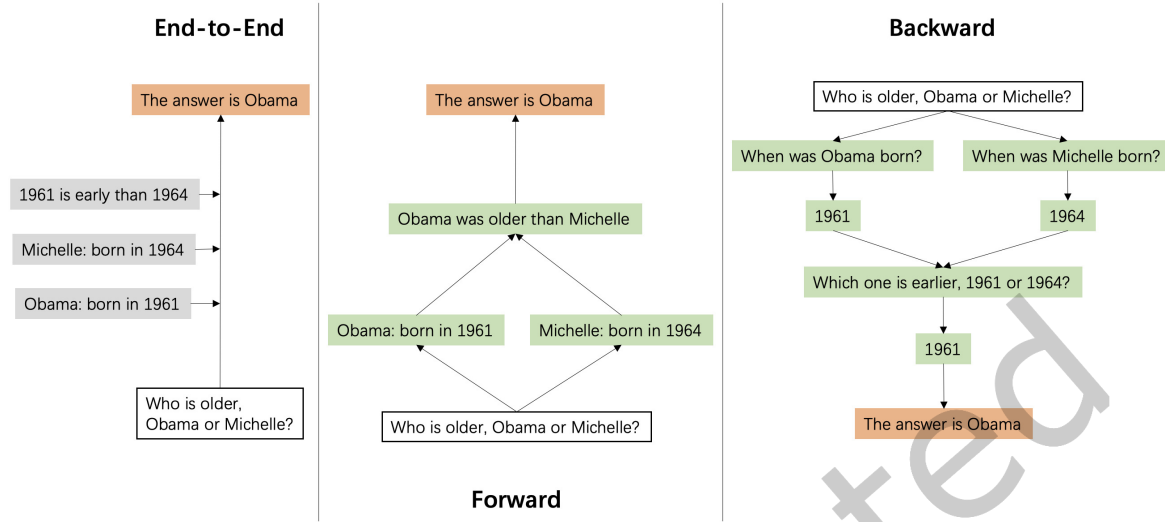 End-to-End
The answer is Obama
1961 is early than 1964
Michelle: born in 1964
Obama: born in 1961
Who is older,
Obama or Michelle?
The answer is Obama
Obama was older than Michelle
Obama: born in 1961
Michelle: born in 1964
Who is older, Obama or Michelle?
Forward
Backward
Who is older, Obama or Michelle?
When was Obama born?
When was Michelle born?
1961
1964
Which one is earlier, 1961 or 1964?
1961
The answer is Obama
ted